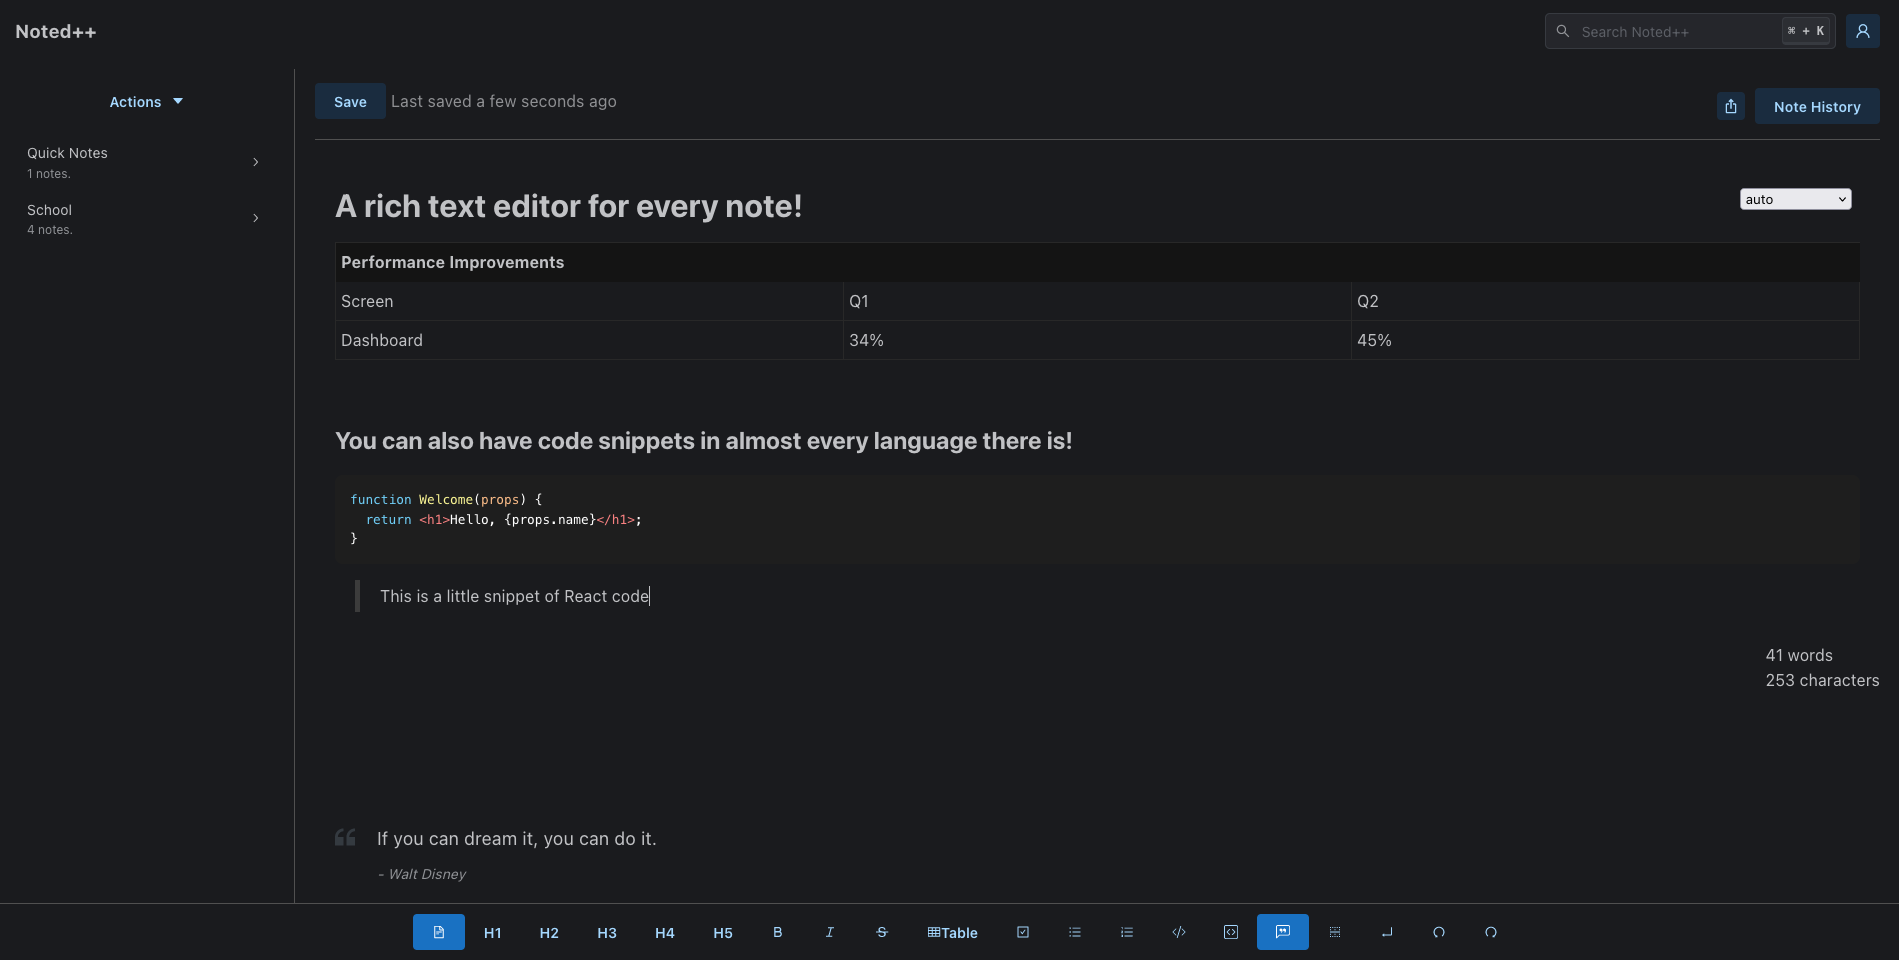 Noted++
Search Noted++
⌘ + K
Actions
Save
Last saved a few seconds ago
Note History
Quick Notes
1 notes.
School
4 notes.
A rich text editor for every note!
auto
Performance Improvements
Screen Q1 Q2
Dashboard 34% 45%
You can also have code snippets in almost every language there is!
function Welcome(props) {
  return <h1>Hello, {props.name}</h1>;
}
This is a little snippet of React code
41 words
253 characters
If you can dream it, you can do it.
- Walt Disney
H1 H2 H3 H4 H5 B I S Table